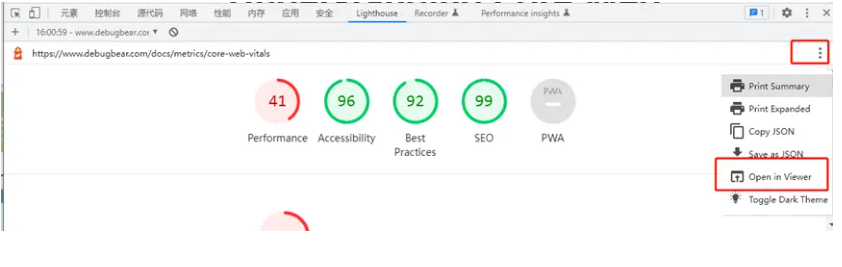 元素 控制台 源代码 网络 性能 内存 应用 安全 Lighthouse Recorder Performance insights 1
+ 16:00:59 - www.debugbear.cor
https://www.debugbear.com/docs/metrics/core-web-vitals
41 96 92 99 PWA
Performance Accessibility Best Practices SEO PWA
Print Summary
Print Expanded
Copy JSON
Save as JSON
Open in Viewer
Toggle Dark Theme